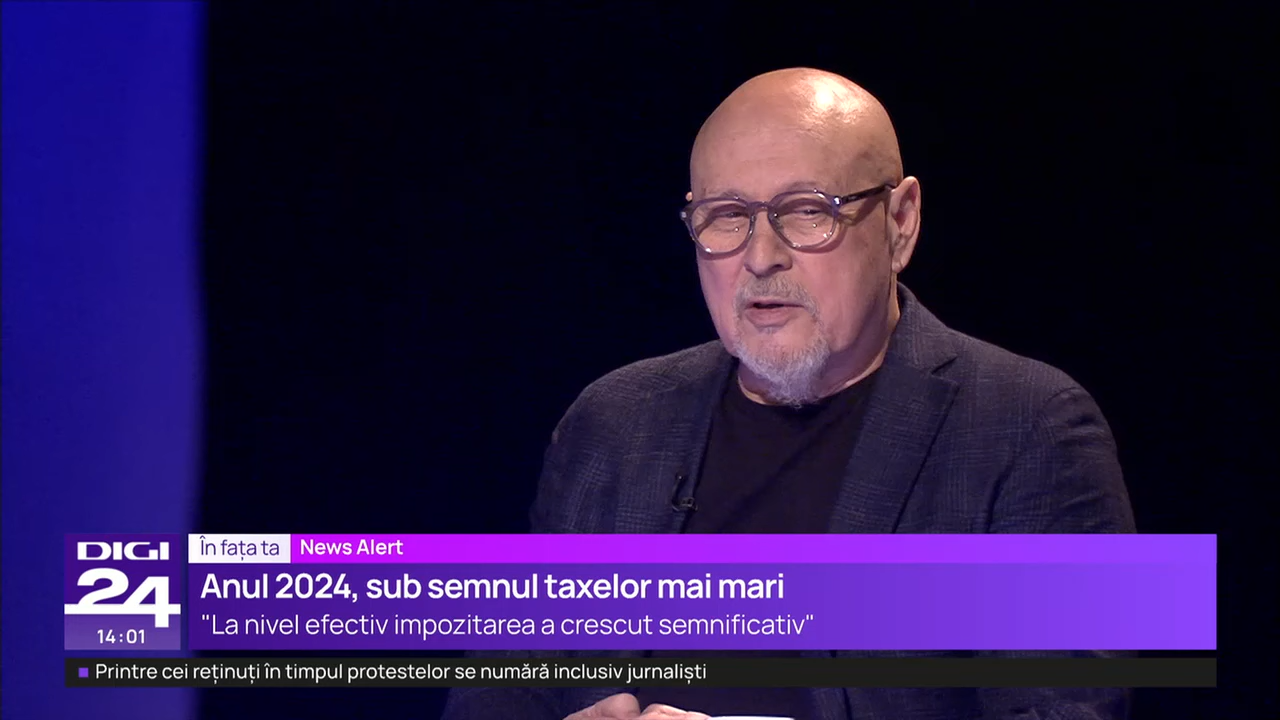 DIGI
24
14:01
În fața ta
News Alert
Anul 2024, sub semnul taxelor mai mari
"La nivel efectiv impozitarea a crescut semnificativ"
Printre cei reținuți în timpul protestelor se numără inclusiv jurnaliști